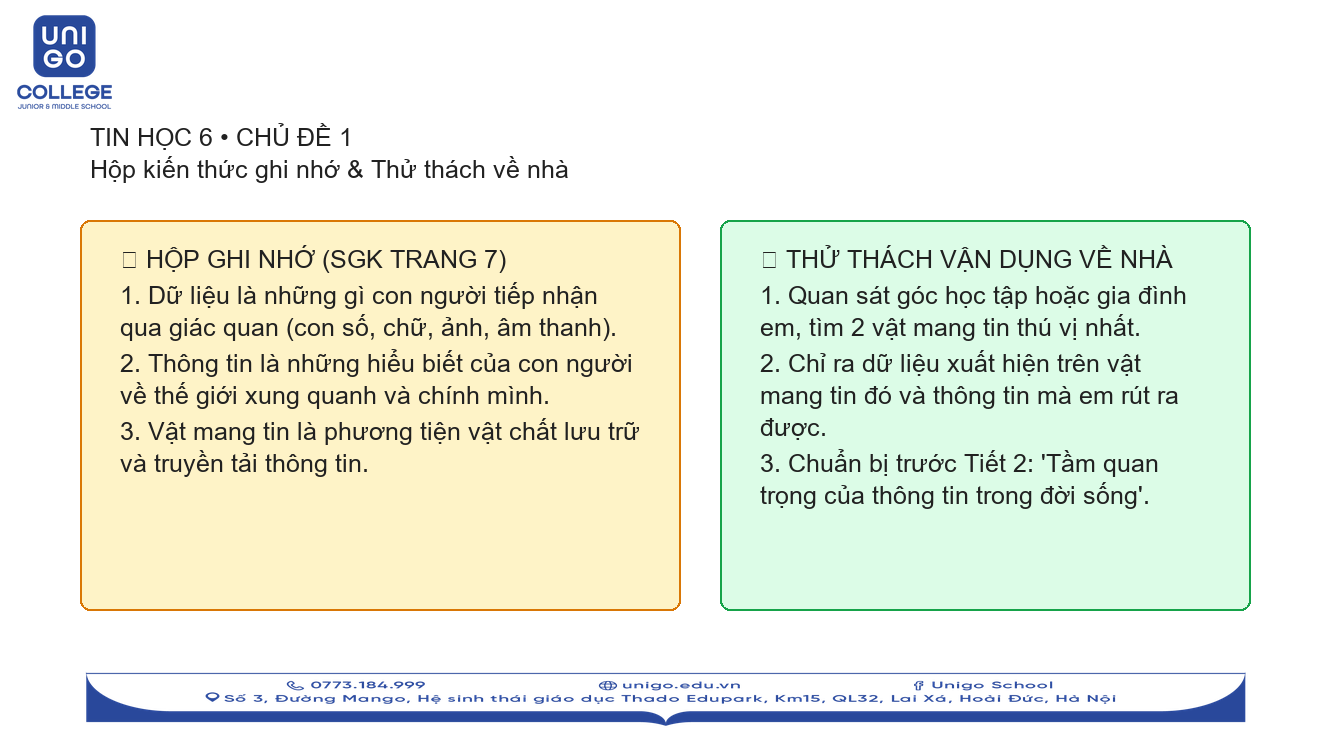 UNI
GO
COLLEGE
JUNIOR & MIDDLE SCHOOL
TIN HỌC 6 • CHỦ ĐỀ 1
Hộp kiến thức ghi nhớ & Thử thách về nhà
HỘP GHI NHỚ (SGK TRANG 7)
1. Dữ liệu là những gì con người tiếp nhận
qua giác quan (con số, chữ, ảnh, âm thanh).
2. Thông tin là những hiểu biết của con người
về thế giới xung quanh và chính mình.
3. Vật mang tin là phương tiện vật chất lưu trữ
và truyền tải thông tin.
THỬ THÁCH VẬN DỤNG VỀ NHÀ
1. Quan sát góc học tập hoặc gia đình
em, tìm 2 vật mang tin thú vị nhất.
2. Chỉ ra dữ liệu xuất hiện trên vật
mang tin đó và thông tin mà em rút ra
được.
3. Chuẩn bị trước Tiết 2: 'Tầm quan
trọng của thông tin trong đời sống'.
0773.184.999 unigo.edu.vn Unigo School
Số 3, Đường Mango, Hệ sinh thái giáo dục Thado Edupark, Km15, QL32, Lai Xá, Hoài Đức, Hà Nội